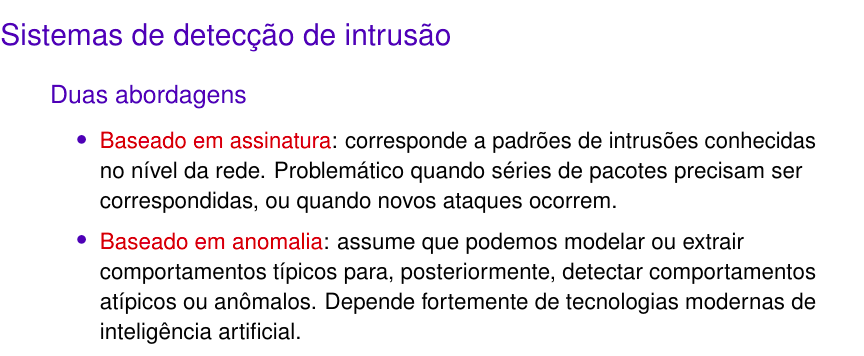 Sistemas de detecção de intrusão
Duas abordagens
• Baseado em assinatura: corresponde a padrões de intrusões conhecidas
no nível da rede. Problemático quando séries de pacotes precisam ser
correspondidas, ou quando novos ataques ocorrem.
• Baseado em anomalia: assume que podemos modelar ou extrair
comportamentos típicos para, posteriormente, detectar comportamentos
atípicos ou anômalos. Depende fortemente de tecnologias modernas de
inteligência artificial.